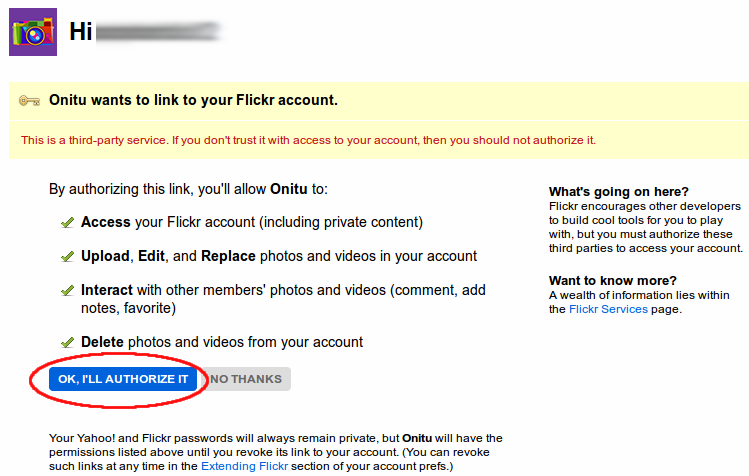 Hi
Onitu wants to link to your Flickr account.
This is a third-party service. If you don't trust it with access to your account, then you should not authorize it.
By authorizing this link, you'll allow Onitu to:
Access your Flickr account (including private content)
Upload, Edit, and Replace photos and videos in your account
Interact with other members' photos and videos (comment, add
notes, favorite)
Delete photos and videos from your account
OK, I'LL AUTHORIZE IT
NO THANKS
Your Yahoo! and Flickr passwords will always remain private, but Onitu will have the
permissions listed above until you revoke its link to your account. (You can revoke
such links at any time in the Extending Flickr section of your account prefs.)
What's going on here?
Flickr encourages other developers
to build cool tools for you to play
with, but you must authorize these
third parties to access your account.
Want to know more?
A wealth of information lies within
the Flickr Services page.